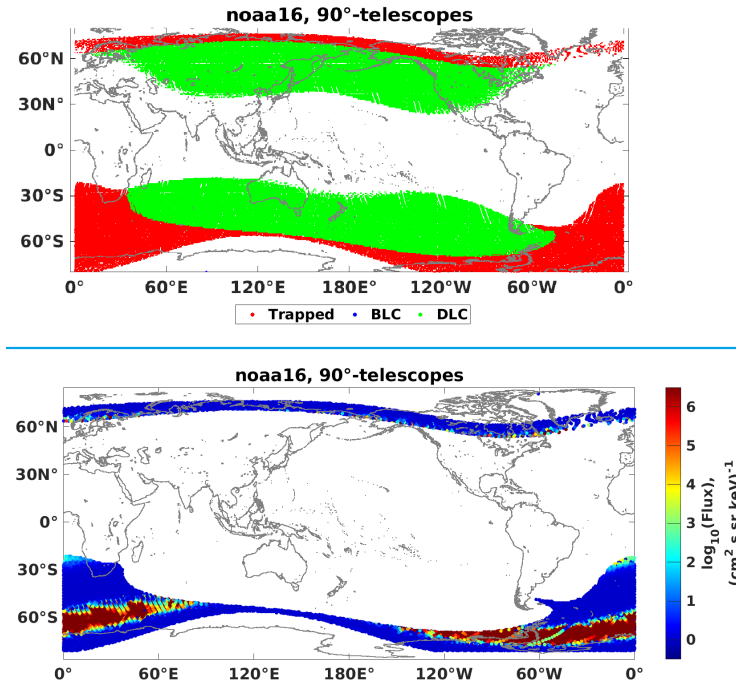 noaa16, 90°-telescopes
60°N
30°N
0°
30°S
60°S
0° 60°E 120°E 180°E 120°W 60°W 0°
Trapped BLC DLC
noaa16, 90°-telescopes
60°N
30°N
0°
30°S
60°S
0° 60°E 120°E 180°E 120°W 60°W 0°
6
5
4
3
2
1
0
log10(Flux),
(cm² s sr keV)⁻¹